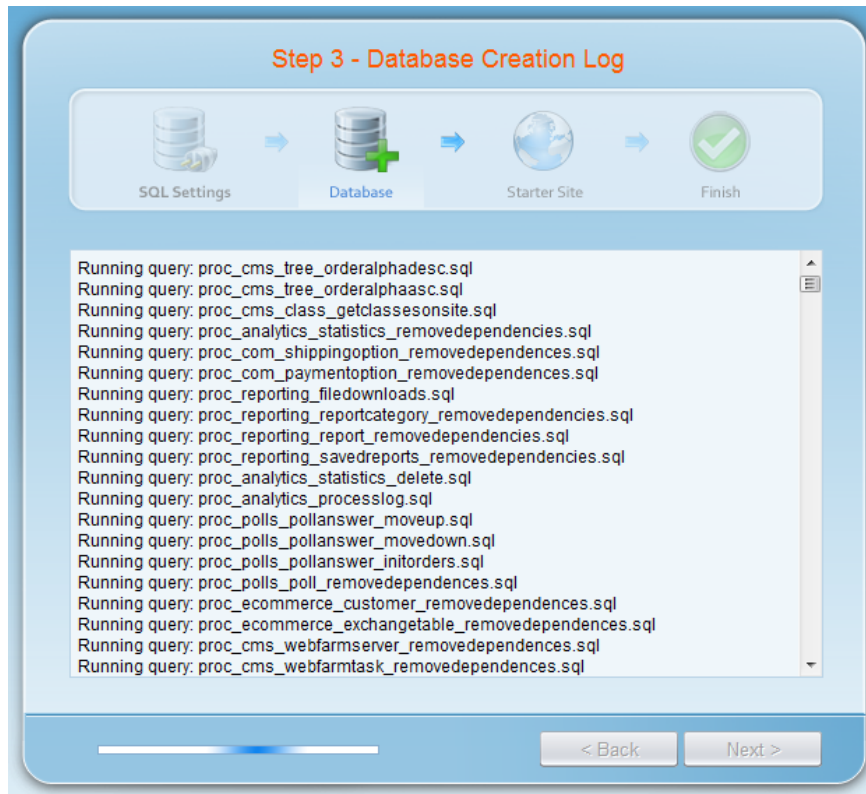 Step 3 - Database Creation Log
SQL Settings
Database
Starter Site
Finish
Running query: proc_cms_tree_orderalphadesc.sql
Running query: proc_cms_tree_orderalphaasc.sql
Running query: proc_cms_class_getclassesonsite.sql
Running query: proc_analytics_statistics_removedependencies.sql
Running query: proc_com_shippingoption_removedependences.sql
Running query: proc_com_paymentoption_removedependences.sql
Running query: proc_reporting_filedownloads.sql
Running query: proc_reporting_reportcategory_removedependencies.sql
Running query: proc_reporting_report_removedependencies.sql
Running query: proc_reporting_savedreports_removedependencies.sql
Running query: proc_analytics_statistics_delete.sql
Running query: proc_analytics_processlog.sql
Running query: proc_polls_pollanswer_moveup.sql
Running query: proc_polls_pollanswer_movedown.sql
Running query: proc_polls_pollanswer_initorders.sql
Running query: proc_polls_poll_removedependences.sql
Running query: proc_ecommerce_customer_removedependences.sql
Running query: proc_ecommerce_exchangetable_removedependences.sql
Running query: proc_cms_webfarmserver_removedependences.sql
Running query: proc_cms_webfarmtask_removedependences.sql
< Back
Next >